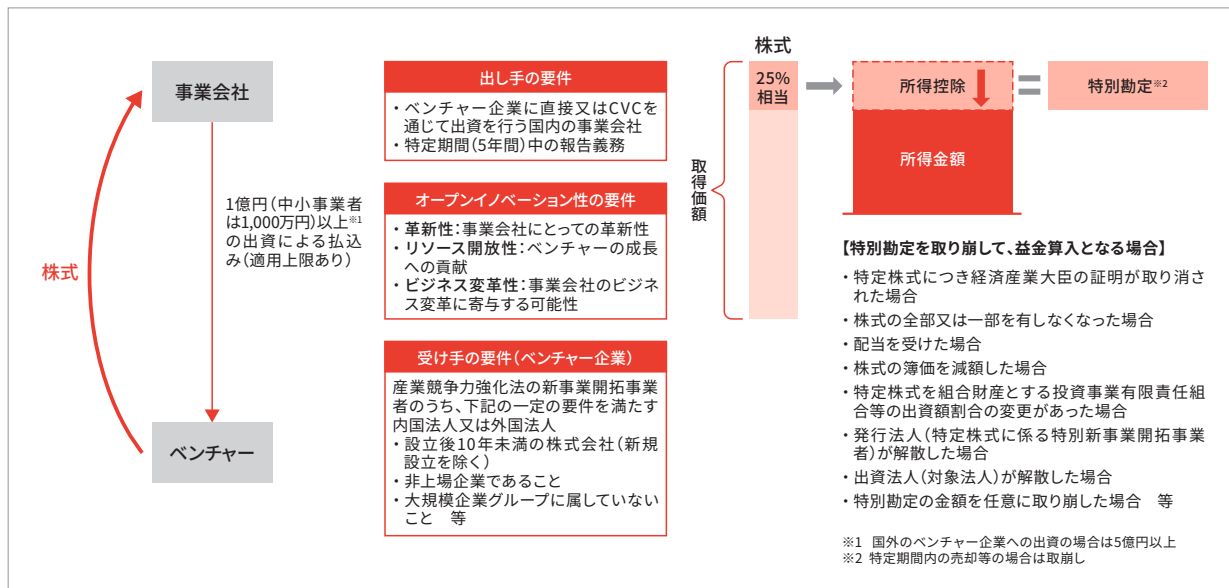 事業会社
株式
1億円(中小事業者
は1,000万円)以上※1
の出資による払込
み(適用上限あり)
ベンチャー
出し手の要件
・ベンチャー企業に直接又はCVCを
通じて出資を行う国内の事業会社
・特定期間(5年間)中の報告義務
オープンイノベーション性の要件
・革新性:事業会社にとっての革新性
・リソース開放性:ベンチャーの成長
への貢献
・ビジネス変革性:事業会社のビジネ
ス変革に寄与する可能性
受け手の要件(ベンチャー企業)
産業競争力強化法の新事業開拓事業
者のうち、下記の一定の要件を満たす
内国法人又は外国法人
・設立後10年未満の株式会社(新規
設立を除く)
・非上場企業であること
・大規模企業グループに属していない
こと 等
取得価額
株式
25%
相当
所得控除
特別勘定※2
所得金額
【特別勘定を取り崩して、益金算入となる場合】
・特定株式につき経済産業大臣の証明が取り消さ
れた場合
・株式の全部又は一部を有しなくなった場合
・配当を受けた場合
・株式の簿価を減額した場合
・特定株式を組合財産とする投資事業有限責任組
合等の出資額割合の変更があった場合
・発行法人(特定株式に係る特別新事業開拓事業
者)が解散した場合
・出資法人(対象法人)が解散した場合
・特別勘定の金額を任意に取り崩した場合 等
※1 国外のベンチャー企業への出資の場合は5億円以上
※2 特定期間内の売却等の場合は取崩し